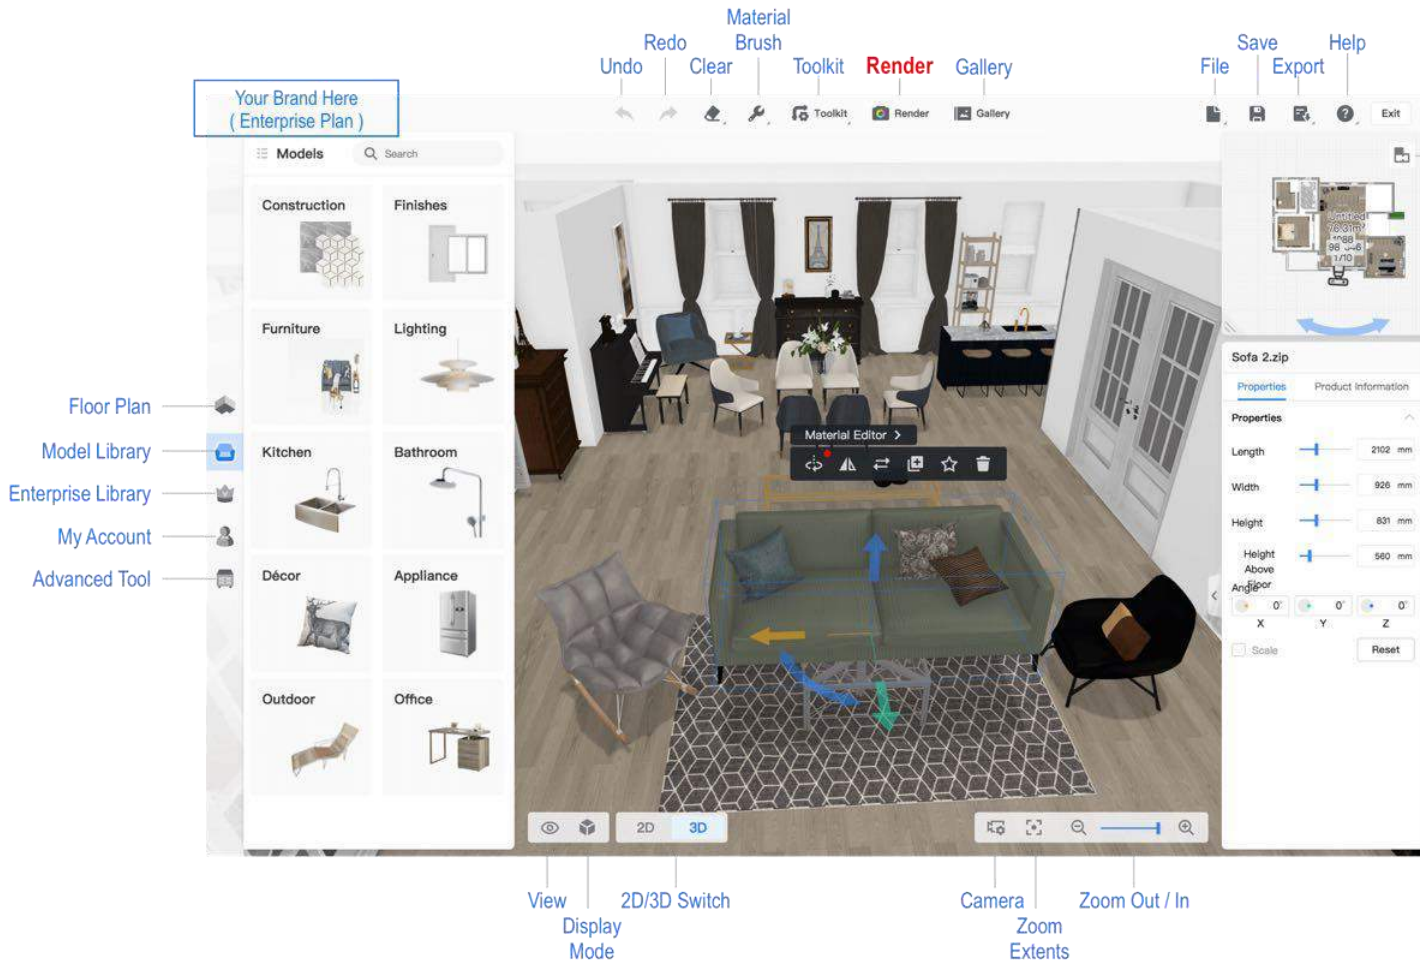 Material
Redo
Brush
Save
Help
Undo
Clear
Toolkit
Render
Gallery
File
Export
Your Brand Here
( Enterprise Plan )
Toolkit
Render
Gallery
Exit
Models
Search
Construction
Finishes
Furniture
Lighting
Kitchen
Bathroom
Décor
Appliance
Outdoor
Office
Floor Plan
Model Library
Enterprise Library
My Account
Advanced Tool
Material Editor >
Untitled
Sofa 2.zip
Properties
Product Information
Properties
Length
2102 mm
Width
926 mm
Height
831 mm
Height
Above
Floor
560 mm
Angle
0°
0°
0°
X
Y
Z
Scale
Reset
2D
3D
View
2D/3D Switch
Camera
Zoom Out / In
Display
Mode
Zoom
Extents